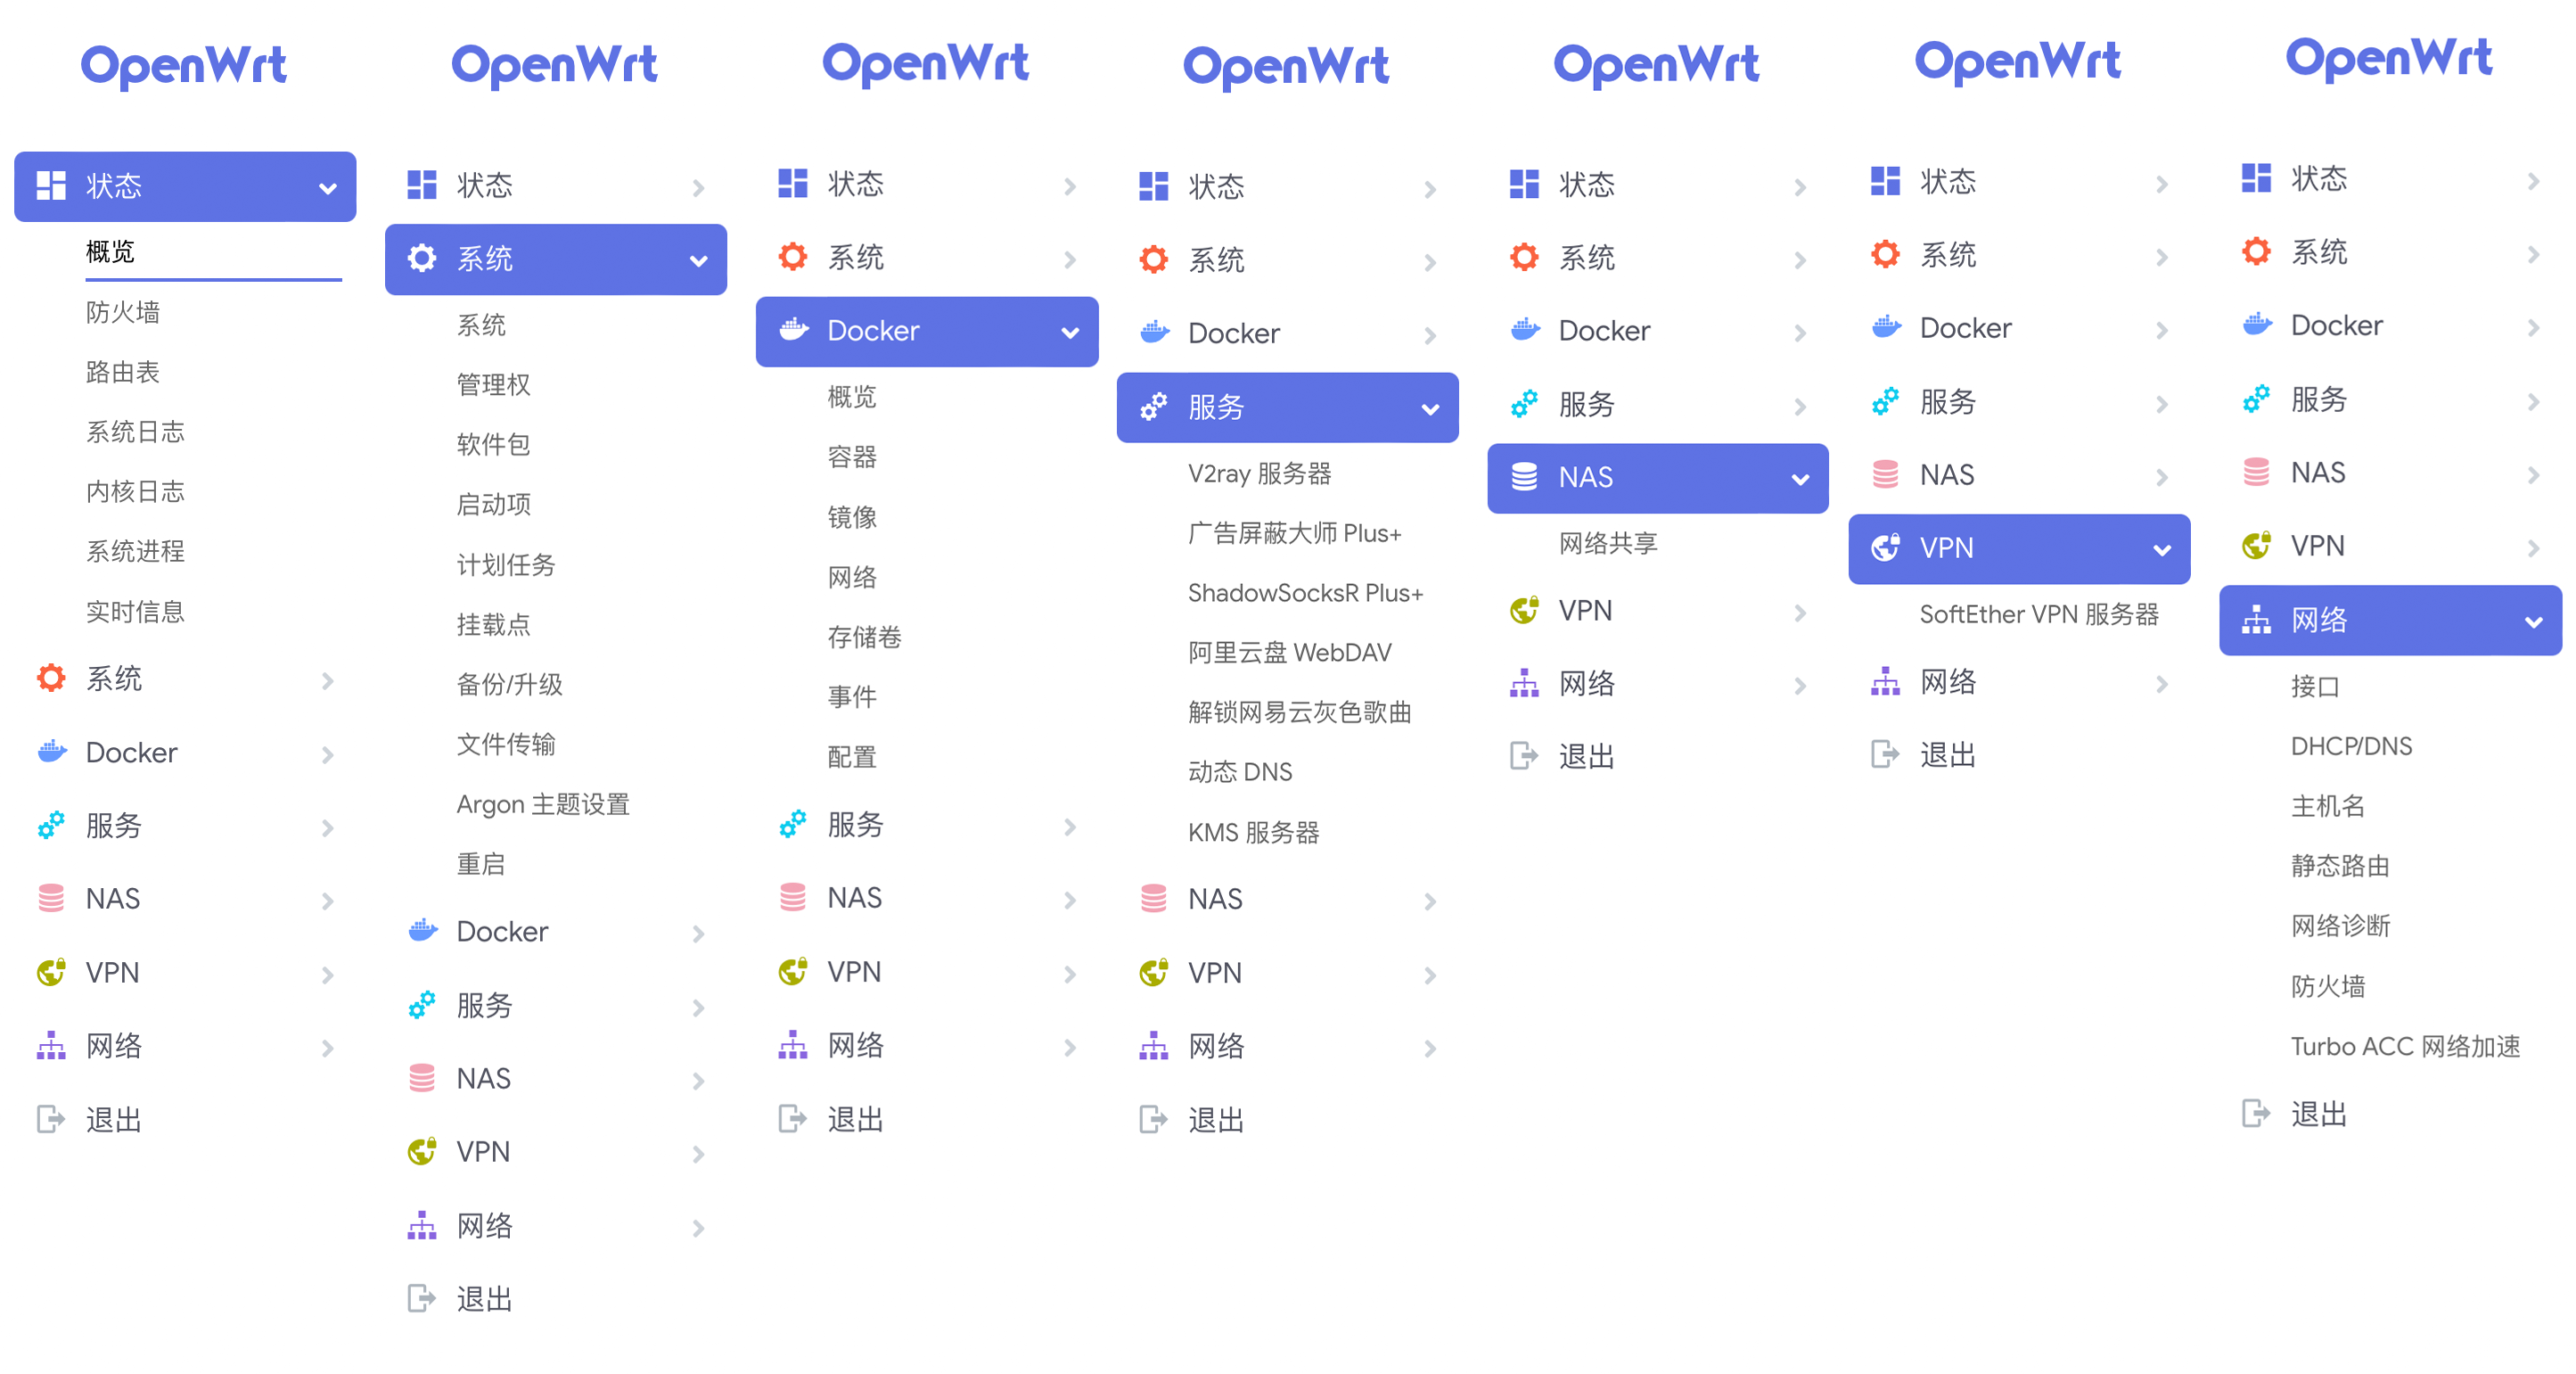 OpenWrt
状态
概览
防火墙
路由表
系统日志
内核日志
系统进程
实时信息
系统
Docker
服务
NAS
VPN
网络
退出
OpenWrt
状态
系统
系统
管理权
软件包
启动项
计划任务
挂载点
备份/升级
文件传输
Argon 主题设置
重启
Docker
服务
NAS
VPN
网络
退出
OpenWrt
状态
系统
Docker
概览
容器
镜像
网络
存储卷
事件
配置
服务
NAS
VPN
网络
退出
OpenWrt
状态
系统
Docker
服务
V2ray 服务器
广告屏蔽大师 Plus+
ShadowSocksR Plus+
阿里云盘 WebDAV
解锁网易云灰色歌曲
动态 DNS
KMS 服务器
NAS
VPN
网络
退出
OpenWrt
状态
系统
Docker
服务
NAS
网络共享
VPN
网络
退出
OpenWrt
状态
系统
Docker
服务
NAS
VPN
SoftEther VPN 服务器
网络
退出
OpenWrt
状态
系统
Docker
服务
NAS
VPN
网络
接口
DHCP/DNS
主机名
静态路由
网络诊断
防火墙
Turbo ACC 网络加速
退出